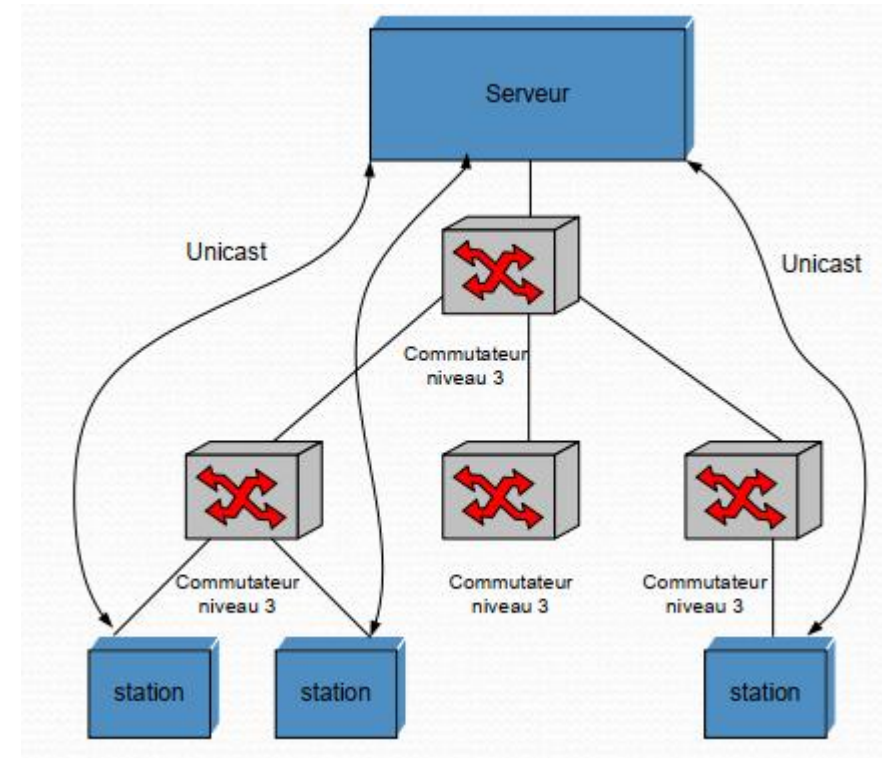 Serveur
Unicast
Unicast
Commutateur
niveau 3
Commutateur
niveau 3
Commutateur
niveau 3
Commutateur
niveau 3
station
station
station